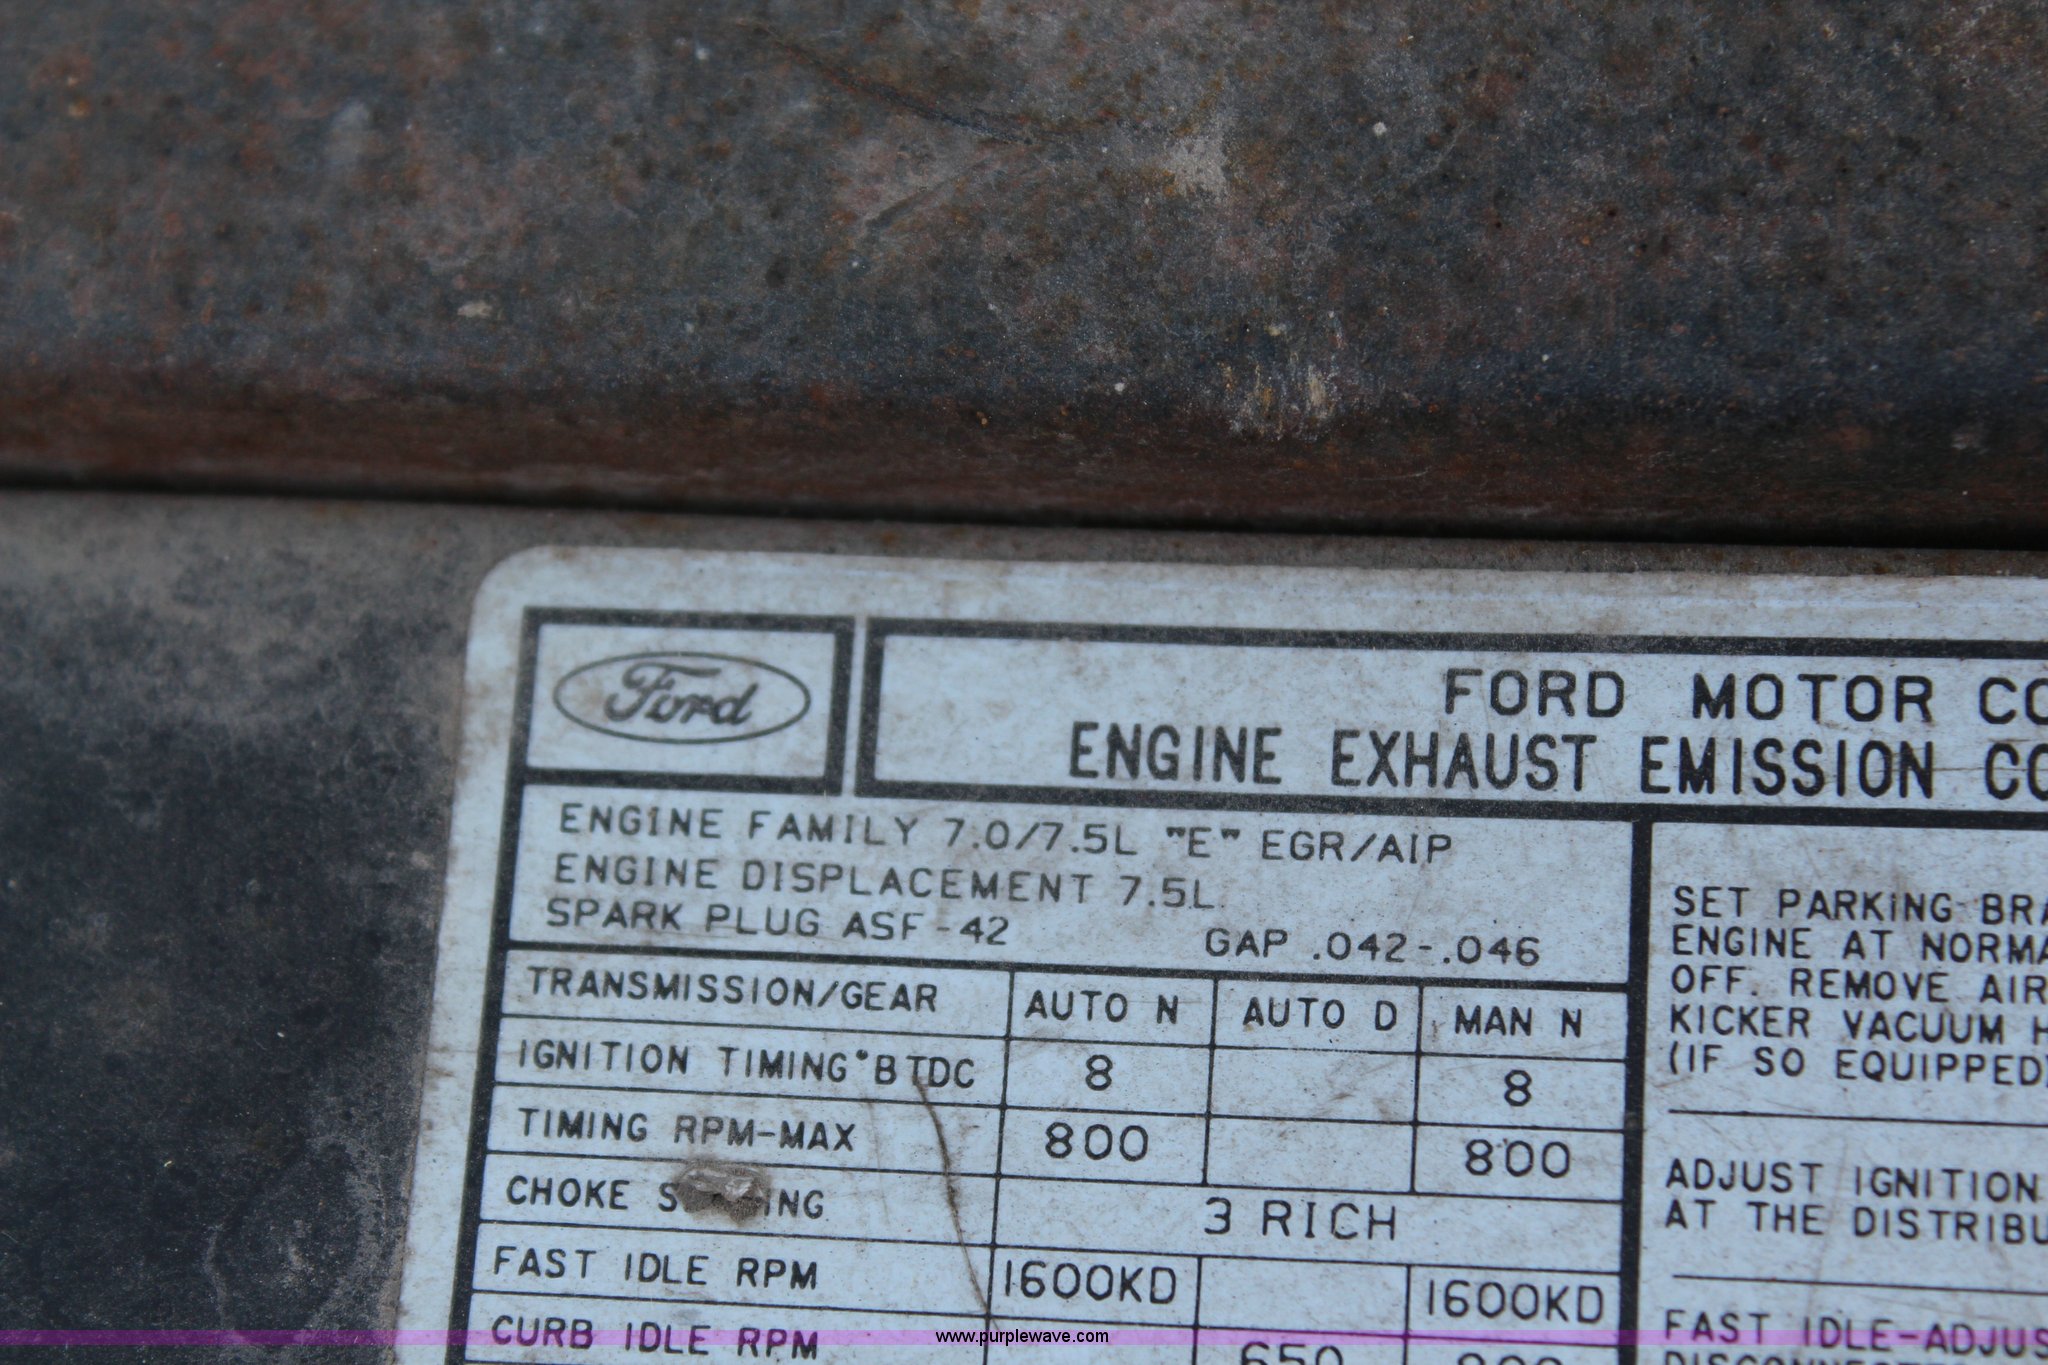 Ford
FORD MOTOR CO
ENGINE EXHAUST EMISSION CO
ENGINE FAMILY 7.0/7.5L "E" EGR/AIP
ENGINE DISPLACEMENT 7.5L
SPARK PLUG ASF-42 GAP .042-.046
TRANSMISSION/GEAR AUTO N AUTO D MAN N
IGNITION TIMING°BTDC 8 8
TIMING RPM-MAX 800 800
CHOKE S ING 3 RICH
FAST IDLE RPM 1600KD 1600KD
CURB IDLE RPM 650 800
SET PARKING BRA
ENGINE AT NORMA
OFF. REMOVE AIR
KICKER VACUUM H
(IF SO EQUIPPED)
ADJUST IGNITION
AT THE DISTRIBU
FAST IDLE-ADJUS
www.purplewave.com